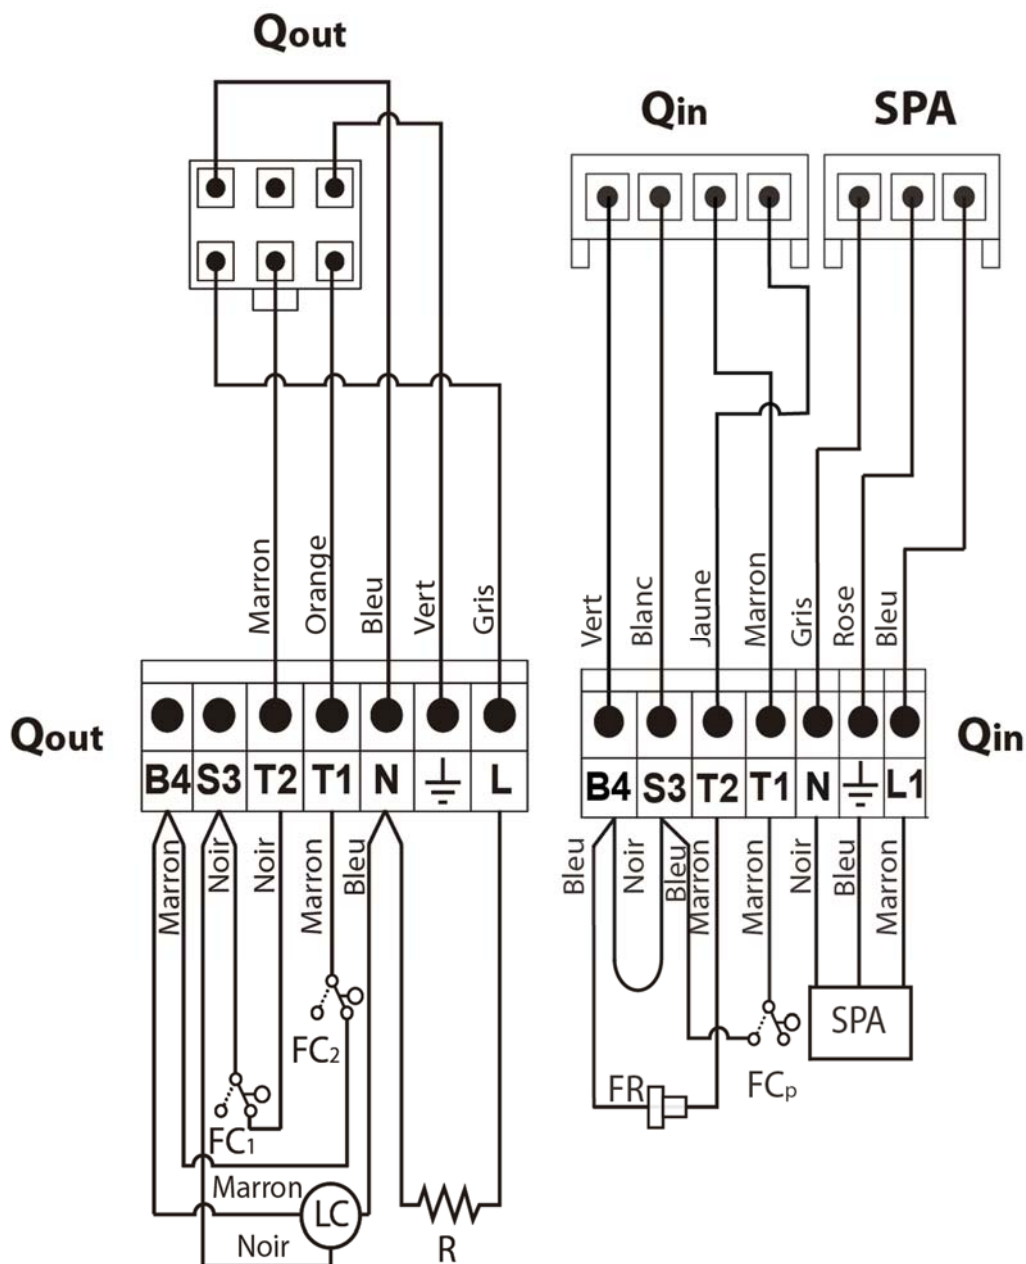 Qout
Qin
SPA
Marron
Orange
Bleu
Vert
Gris
Vert
Blanc
Jaune
Marron
Gris
Rose
Bleu
Qout
B4 S3 T2 T1 N L
Qin
B4 S3 T2 T1 N L1
Marron
Noir
Noir
Marron
Bleu
Bleu
Noir
Bleu
Marron
Marron
Noir
Bleu
Marron
FC2
FC1
SPA
FR
FCp
Marron
LC
Noir
R